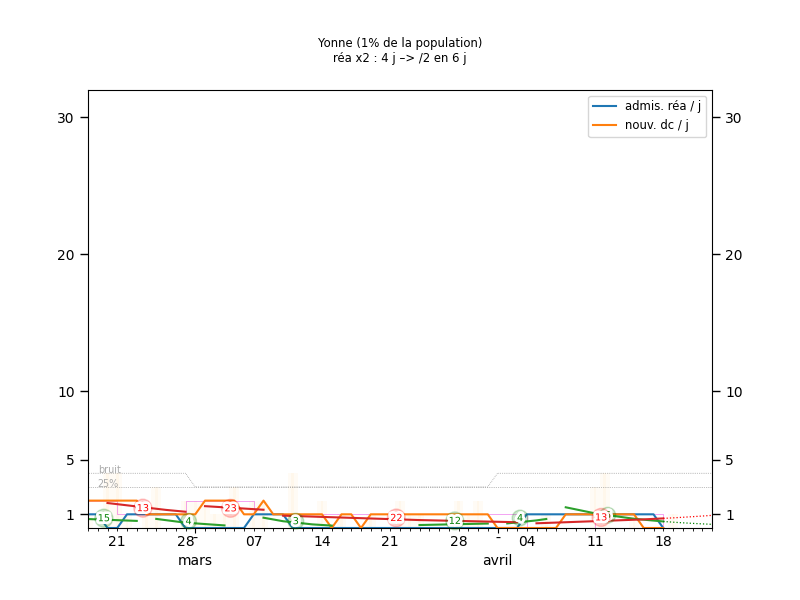 Yonne (1% de la population)
réa x2 : 4 j –> /2 en 6 j
admis. réa / j
nouv. dc / j
30 30
20 20
10 10
5 5
bruit
25%
1 1
15 13 4 23 3 22 12 4 13
21 28 07 14 21 28 - 04 11 18
mars avril